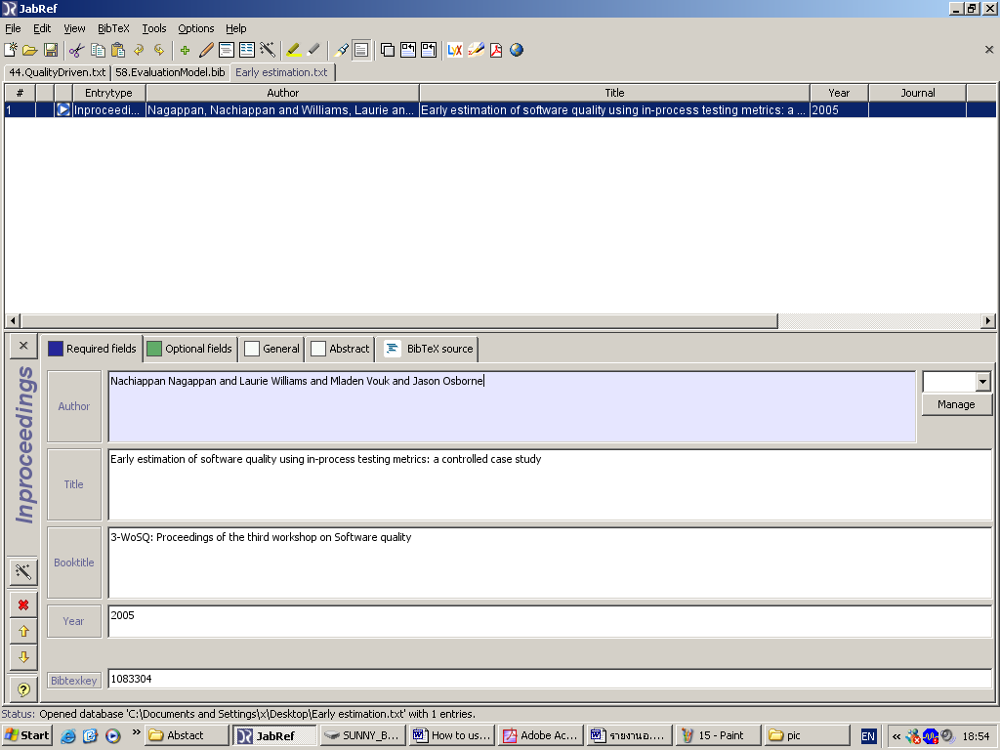 JabRef
File Edit View BibTeX Tools Options Help
44.QualityDriven.txt 58.EvaluationModel.bib Early estimation.txt
# Entrytype Author Title Year Journal
1 Inproceedi... Nagappan, Nachiappan and Williams, Laurie an... Early estimation of software quality using in-process testing metrics: a ... 2005
Required fields Optional fields General Abstract BibTeX source
Inproceedings
Author Nachiappan Nagappan and Laurie Williams and Mladen Vouk and Jason Osborne
Manage
Title Early estimation of software quality using in-process testing metrics: a controlled case study
Booktitle 3-WoSQ: Proceedings of the third workshop on Software quality
Year 2005
Bibtexkey 1083304
Status: Opened database 'C:\Documents and Settings\x\Desktop\Early estimation.txt' with 1 entries.
Start » Abstact JabRef SUNNY_B... How to us... Adobe Ac... รายงานอ.... 15 - Paint pic EN « 18:54